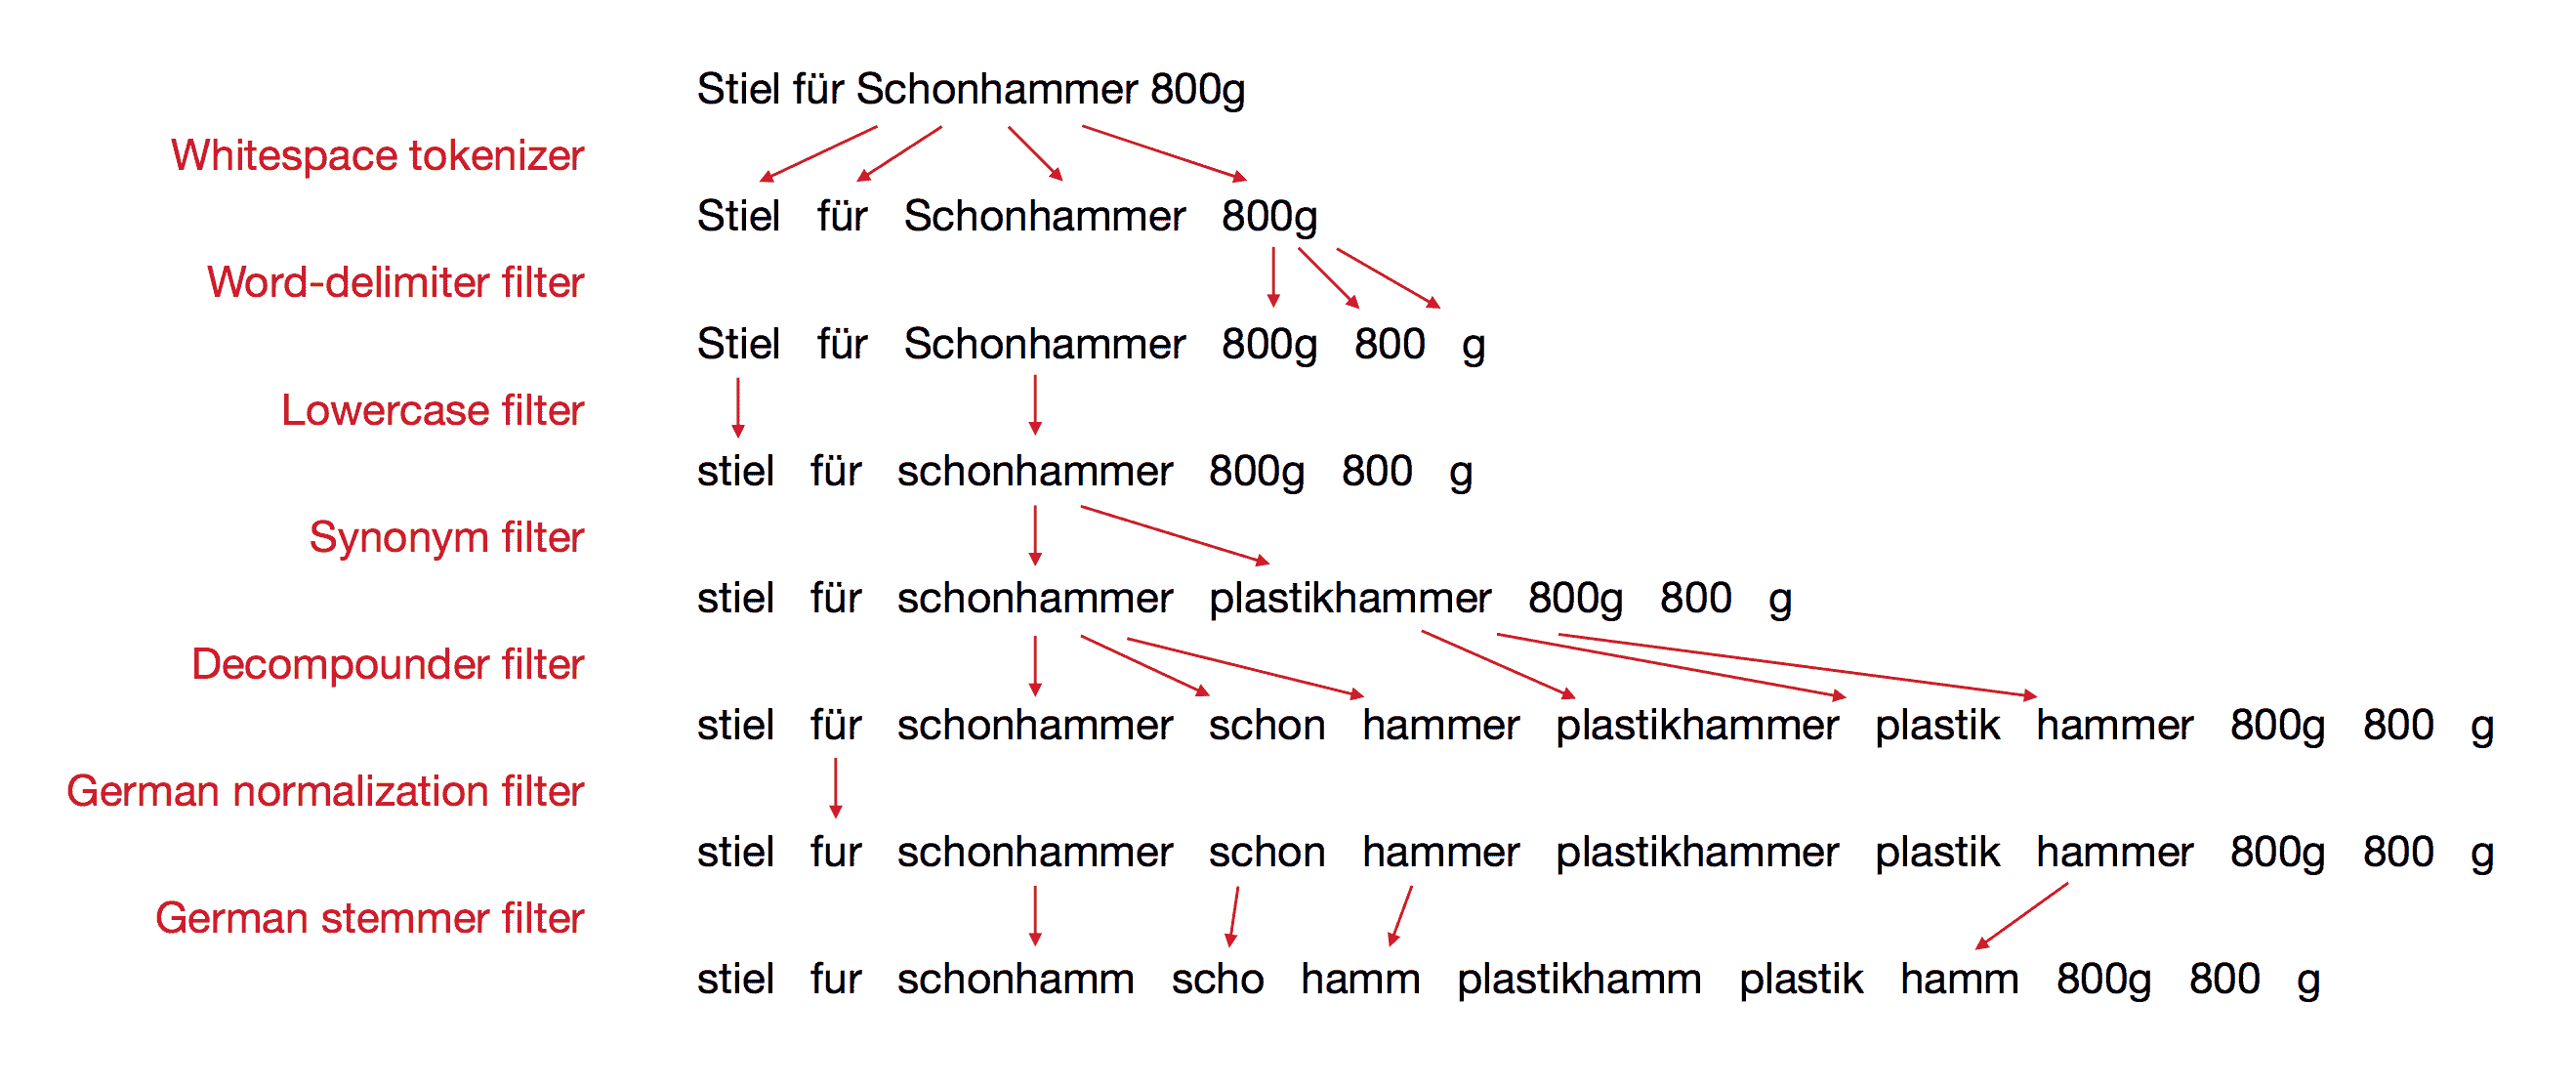 Stiel für Schonhammer 800g
Whitespace tokenizer
Stiel für Schonhammer 800g
Word-delimiter filter
Stiel für Schonhammer 800g 800 g
Lowercase filter
stiel für schonhammer 800g 800 g
Synonym filter
stiel für schonhammer plastikhammer 800g 800 g
Decompounder filter
stiel für schonhammer schon hammer plastikhammer plastik hammer 800g 800 g
German normalization filter
stiel fur schonhammer schon hammer plastikhammer plastik hammer 800g 800 g
German stemmer filter
stiel fur schonhamm scho hamm plastikhamm plastik hamm 800g 800 g